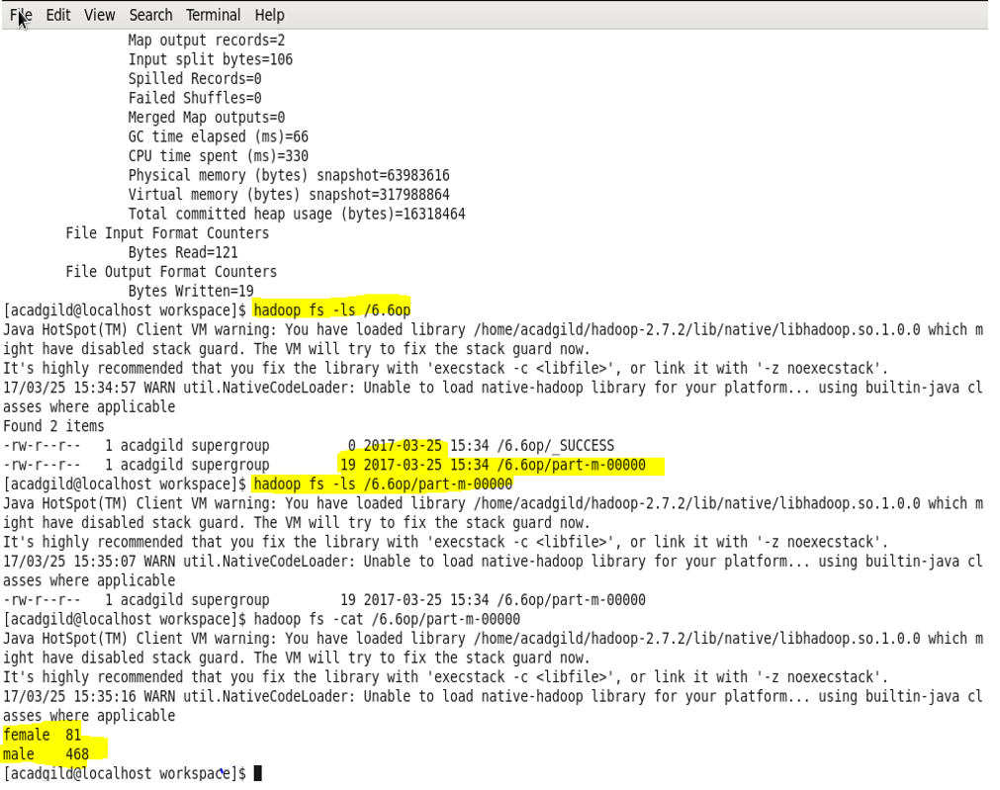 File Edit View Search Terminal Help
Map output records=2
Input split bytes=106
Spilled Records=0
Failed Shuffles=0
Merged Map outputs=0
GC time elapsed (ms)=66
CPU time spent (ms)=330
Physical memory (bytes) snapshot=63983616
Virtual memory (bytes) snapshot=317988864
Total committed heap usage (bytes)=16318464
File Input Format Counters
Bytes Read=121
File Output Format Counters
Bytes Written=19
[acadgild@localhost workspace]$ hadoop fs -ls /6.6op
Java HotSpot(TM) Client VM warning: You have loaded library /home/acadgild/hadoop-2.7.2/lib/native/libhadoop.so.1.0.0 which m
ight have disabled stack guard. The VM will try to fix the stack guard now.
It's highly recommended that you fix the library with 'execstack -c <libfile>', or link it with '-z noexecstack'.
17/03/25 15:34:57 WARN util.NativeCodeLoader: Unable to load native-hadoop library for your platform... using builtin-java cl
asses where applicable
Found 2 items
-rw-r--r--   1 acadgild supergroup          0 2017-03-25 15:34 /6.6op/_SUCCESS
-rw-r--r--   1 acadgild supergroup         19 2017-03-25 15:34 /6.6op/part-m-00000
[acadgild@localhost workspace]$ hadoop fs -ls /6.6op/part-m-00000
Java HotSpot(TM) Client VM warning: You have loaded library /home/acadgild/hadoop-2.7.2/lib/native/libhadoop.so.1.0.0 which m
ight have disabled stack guard. The VM will try to fix the stack guard now.
It's highly recommended that you fix the library with 'execstack -c <libfile>', or link it with '-z noexecstack'.
17/03/25 15:35:07 WARN util.NativeCodeLoader: Unable to load native-hadoop library for your platform... using builtin-java cl
asses where applicable
-rw-r--r--   1 acadgild supergroup         19 2017-03-25 15:34 /6.6op/part-m-00000
[acadgild@localhost workspace]$ hadoop fs -cat /6.6op/part-m-00000
Java HotSpot(TM) Client VM warning: You have loaded library /home/acadgild/hadoop-2.7.2/lib/native/libhadoop.so.1.0.0 which m
ight have disabled stack guard. The VM will try to fix the stack guard now.
It's highly recommended that you fix the library with 'execstack -c <libfile>', or link it with '-z noexecstack'.
17/03/25 15:35:16 WARN util.NativeCodeLoader: Unable to load native-hadoop library for your platform... using builtin-java cl
asses where applicable
female  81
male    468
[acadgild@localhost workspace]$